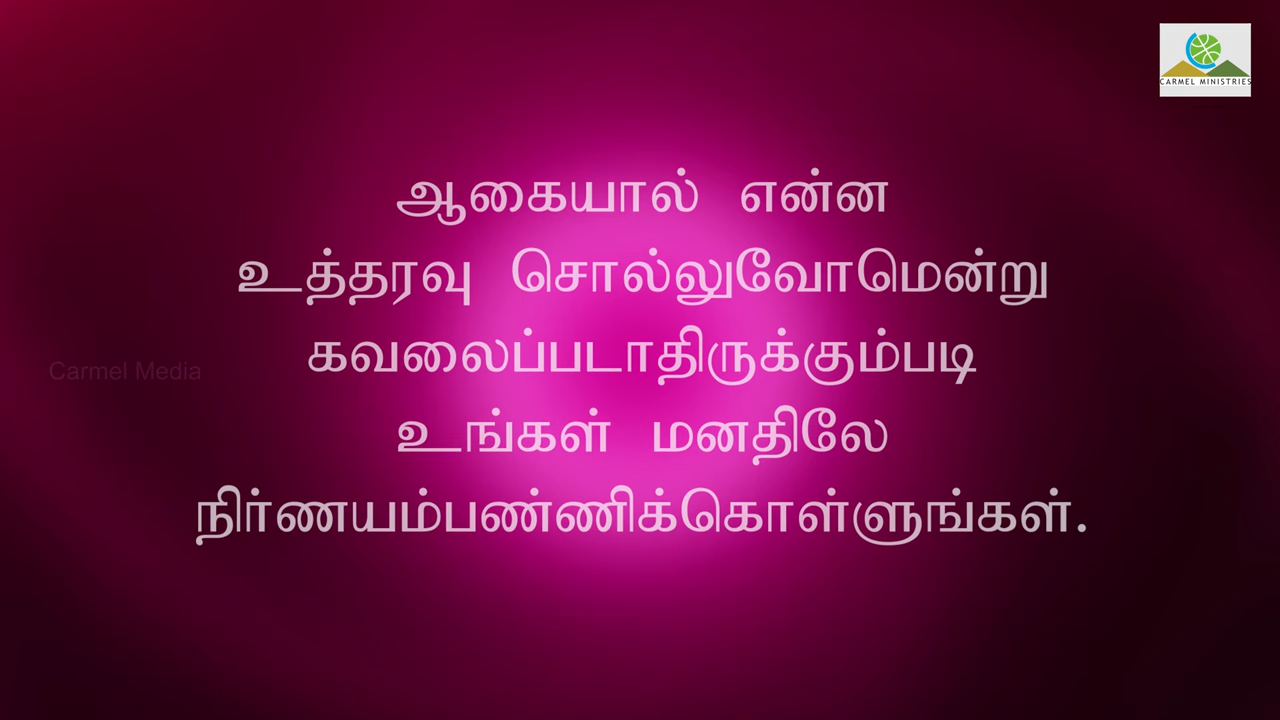 CARMEL MINISTRIES
ஆகையால் என்ன
உத்தரவு சொல்லுவோமென்று
கவலைப்படாதிருக்கும்படி
Carmel Media
உங்கள் மனதிலே
நிர்ணயம்பண்ணிக்கொள்ளுங்கள்.